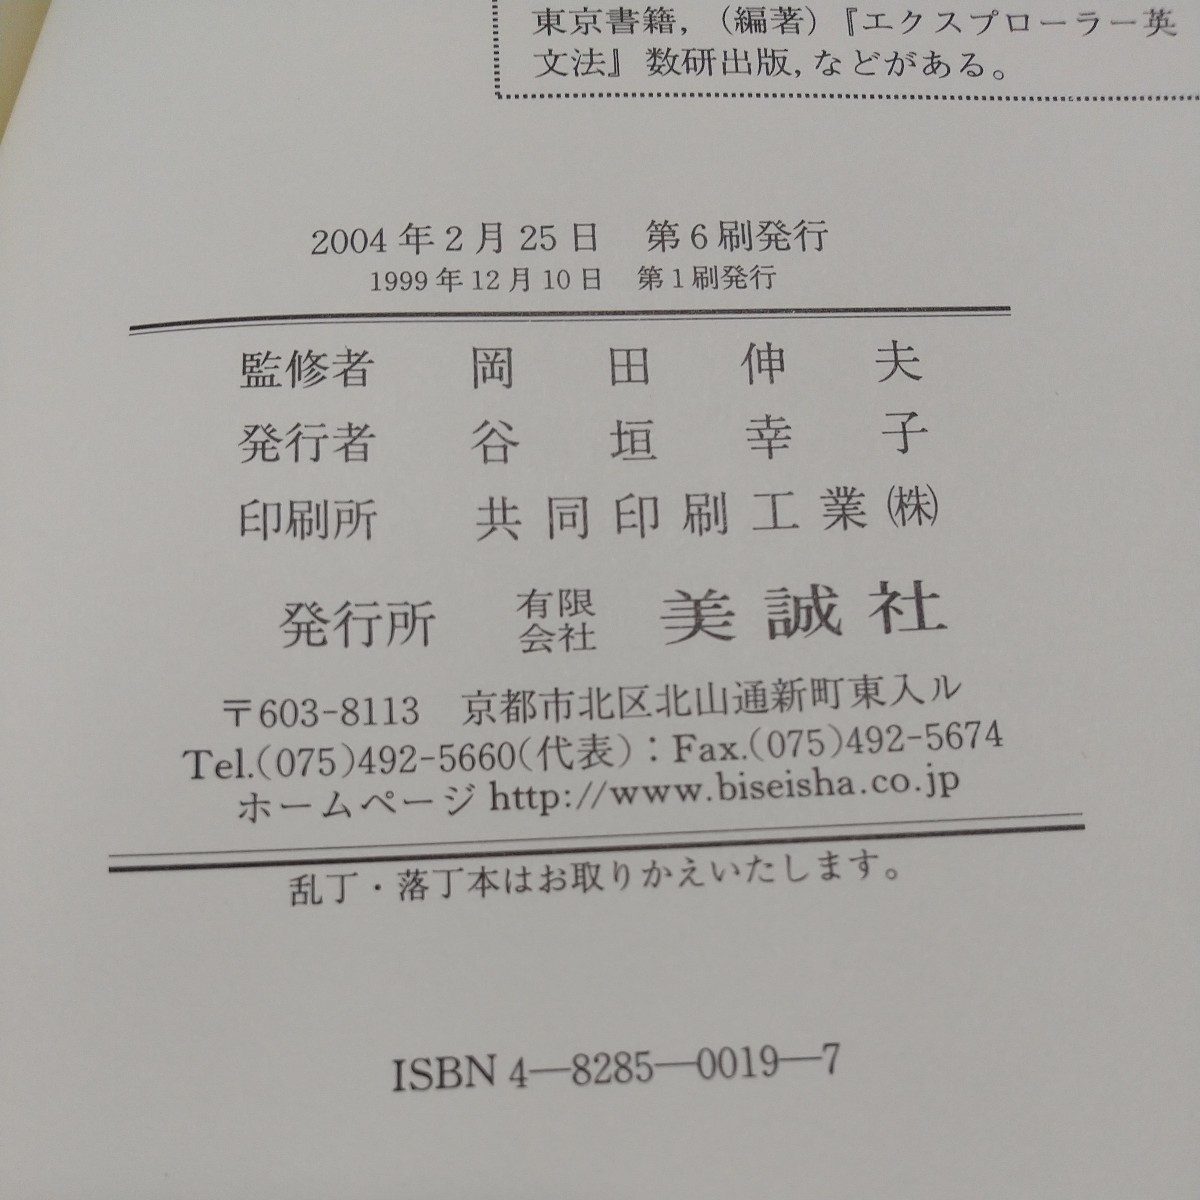 東京書籍,（編著）『エクスプローラー英
文法』数研出版,などがある。
2004年2月25日　第6刷発行
1999年12月10日　第1刷発行
監修者　岡田伸夫
発行者　谷垣幸子
印刷所　共同印刷工業㈱
発行所　有限会社　美誠社
〒603-8113　京都市北区北山通新町東入ル
Tel.(075)492-5660(代表)：Fax.(075)492-5674
ホームページ http://www.biseisha.co.jp
乱丁・落丁本はお取りかえいたします。
ISBN 4―8285―0019―7